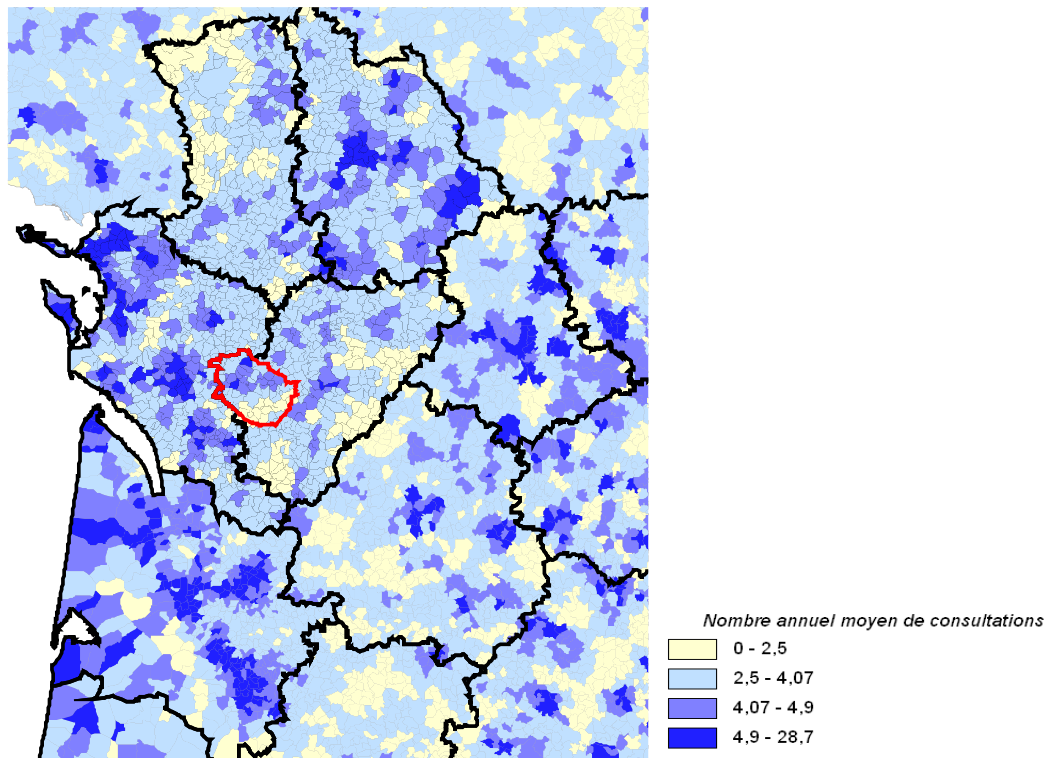 Nombre annuel moyen de consultations
0 - 2,5
2,5 - 4,07
4,07 - 4,9
4,9 - 28,7